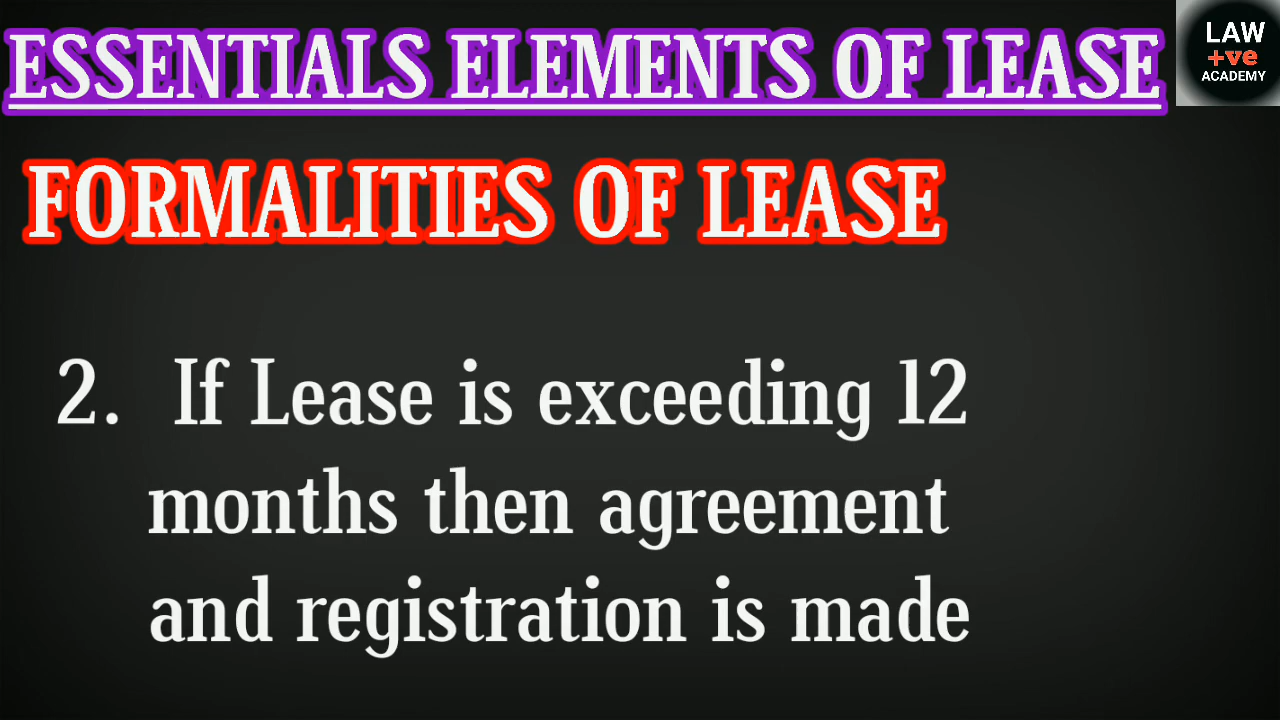 ESSENTIALS ELEMENTS OF LEASE
LAW
+ve
ACADEMY
FORMALITIES OF LEASE
2. If Lease is exceeding 12
months then agreement
and registration is made